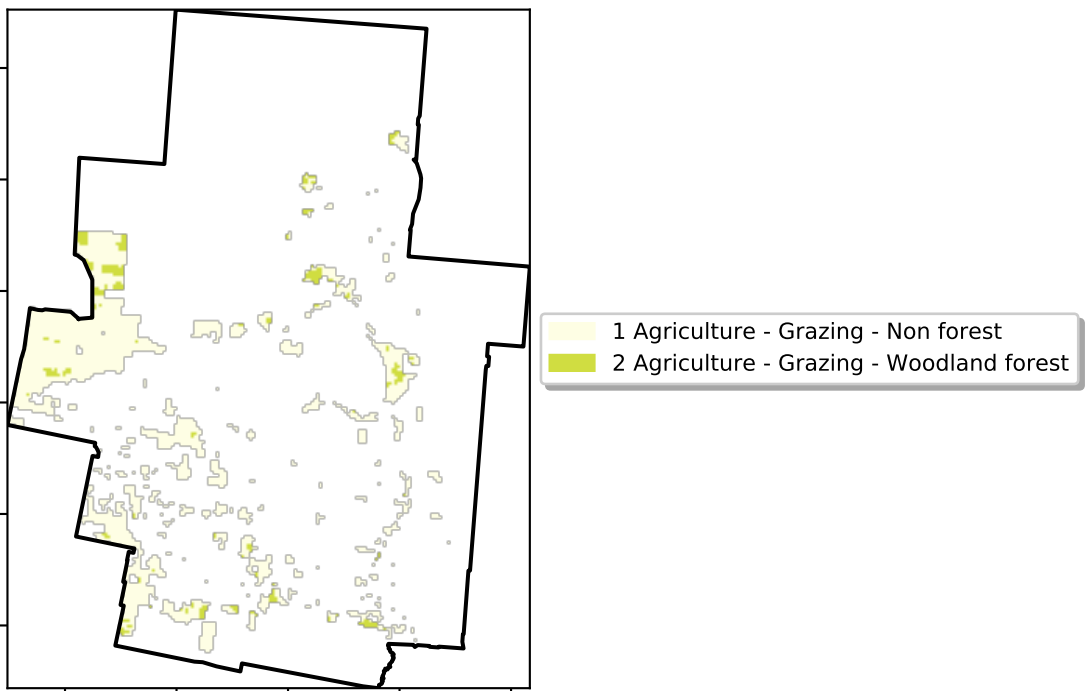 1 Agriculture - Grazing - Non forest
2 Agriculture - Grazing - Woodland forest